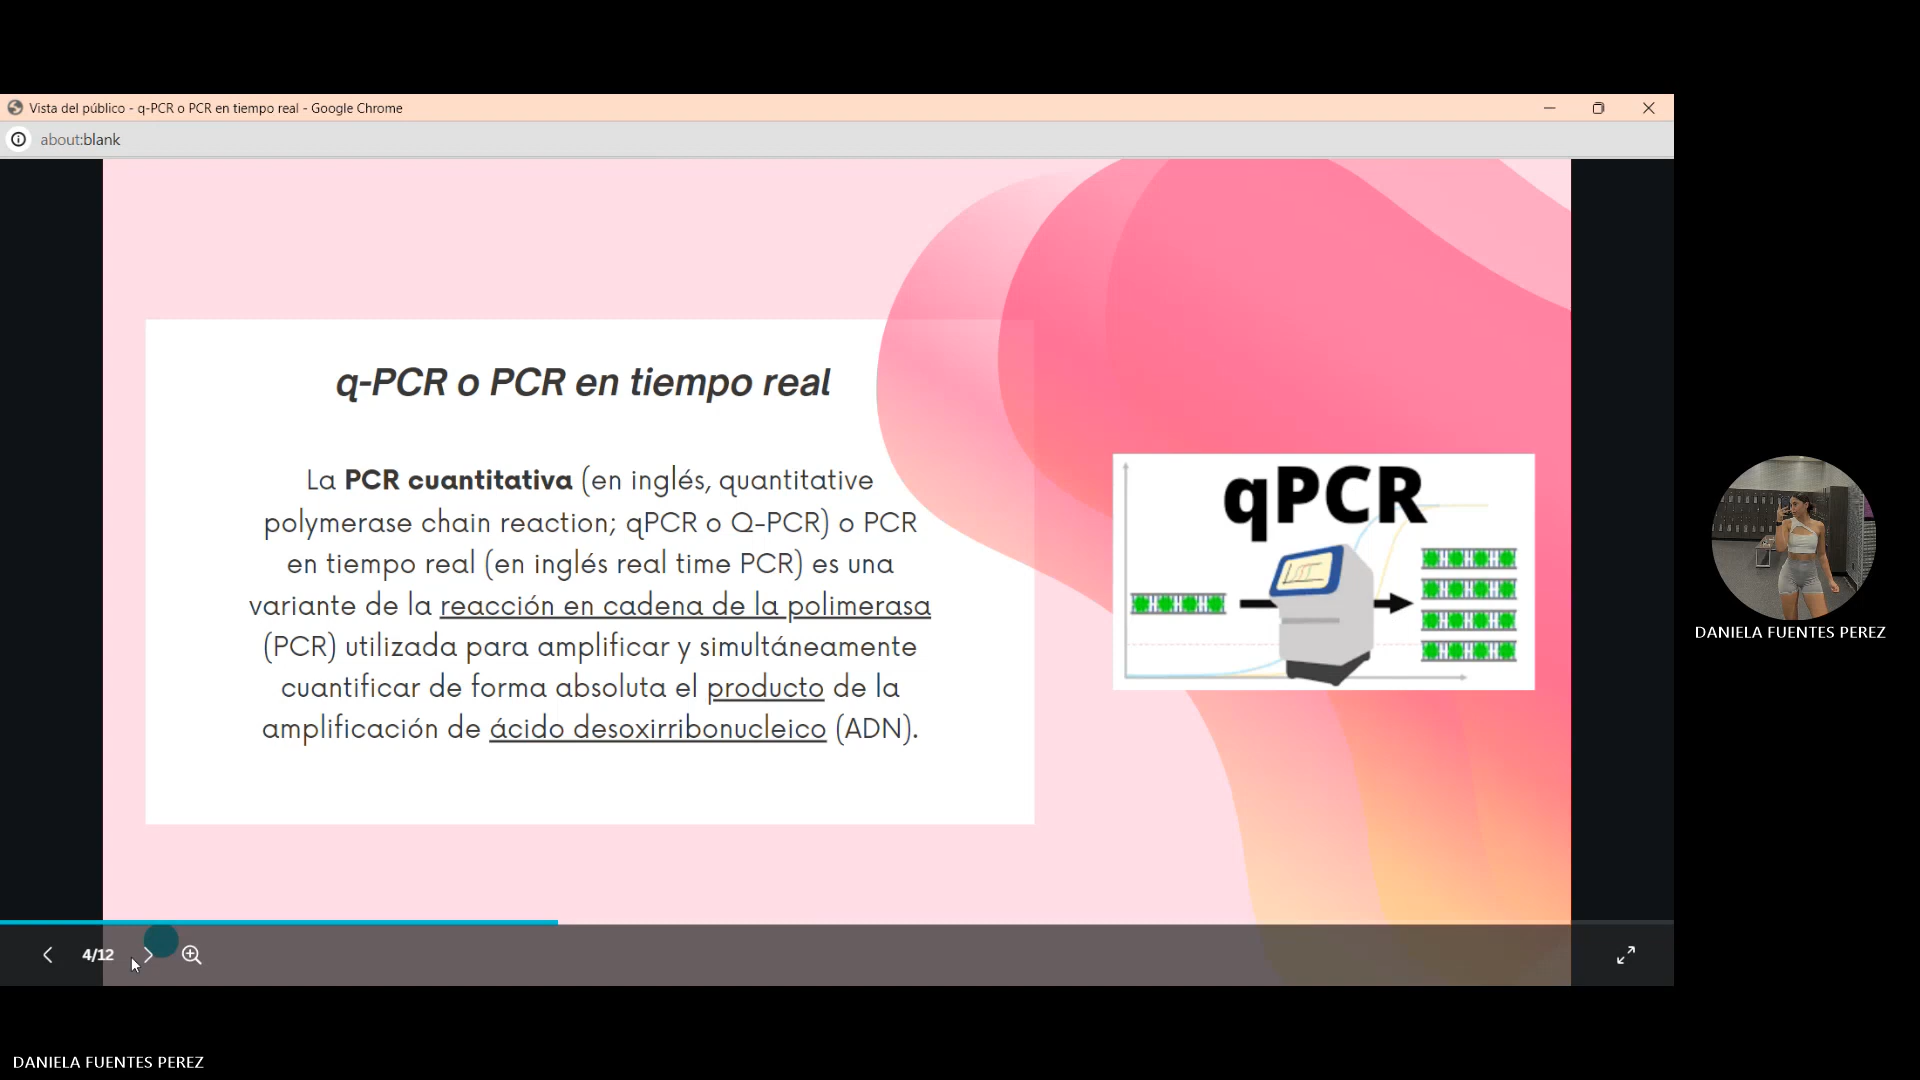 Vista del público - q-PCR o PCR en tiempo real - Google Chrome
about:blank
q-PCR o PCR en tiempo real
La PCR cuantitativa (en inglés, quantitative
polymerase chain reaction; qPCR o Q-PCR) o PCR
en tiempo real (en inglés real time PCR) es una
variante de la reacción en cadena de la polimerasa
(PCR) utilizada para amplificar y simultáneamente
cuantificar de forma absoluta el producto de la
amplificación de ácido desoxirribonucleico (ADN).
qPCR
DANIELA FUENTES PEREZ
4/12
DANIELA FUENTES PEREZ